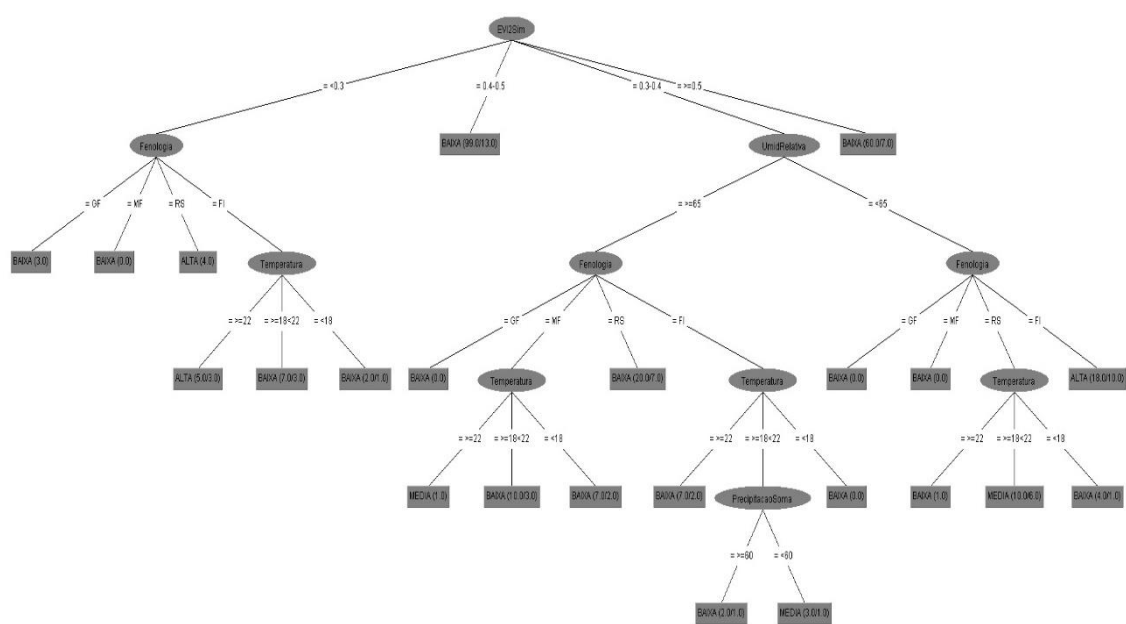 EVI2Sim
= <0.3
= 0.4-0.5
= 0.3-0.4
= >=0.5
Fenologia
BAIXA (99.0/13.0)
UmidRelativa
BAIXA (60.0/7.0)
= GF
= MF
= RS
= FI
= >=65
= <65
BAIXA (3.0)
BAIXA (0.0)
ALTA (4.0)
Temperatura
Fenologia
Fenologia
= >=22
= >=18<22
= <18
= GF
= MF
= RS
= FI
= GF
= MF
= RS
= FI
ALTA (5.0/3.0)
BAIXA (7.0/3.0)
BAIXA (2.0/1.0)
BAIXA (0.0)
Temperatura
BAIXA (20.0/7.0)
Temperatura
BAIXA (0.0)
BAIXA (0.0)
Temperatura
ALTA (18.0/10.0)
= >=22
= >=18<22
= <18
= >=22
= >=18<22
= <18
= >=22
= >=18<22
= <18
MEDIA (1.0)
BAIXA (10.0/3.0)
BAIXA (7.0/2.0)
BAIXA (7.0/2.0)
PrecipitacaoSoma
BAIXA (0.0)
BAIXA (1.0)
MEDIA (10.0/6.0)
BAIXA (4.0/1.0)
= >=60
= <60
BAIXA (2.0/1.0)
MEDIA (3.0/1.0)